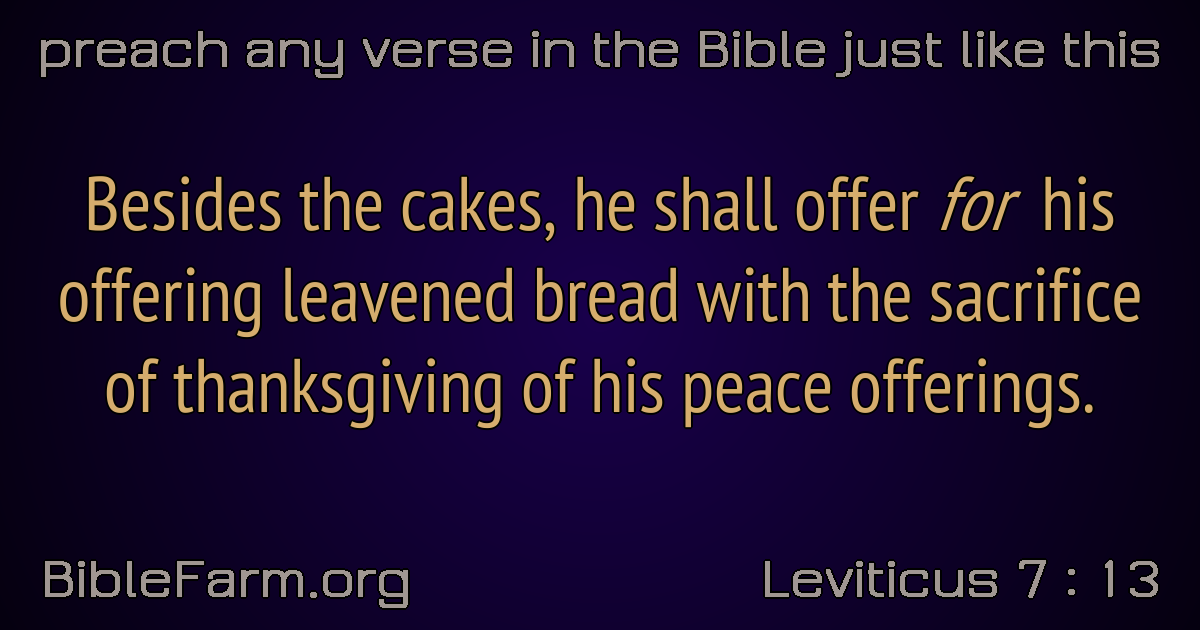 preach any verse in the Bible just like this
Besides the cakes, he shall offer for his
offering leavened bread with the sacrifice
of thanksgiving of his peace offerings.
BibleFarm.org
Leviticus 7 : 13